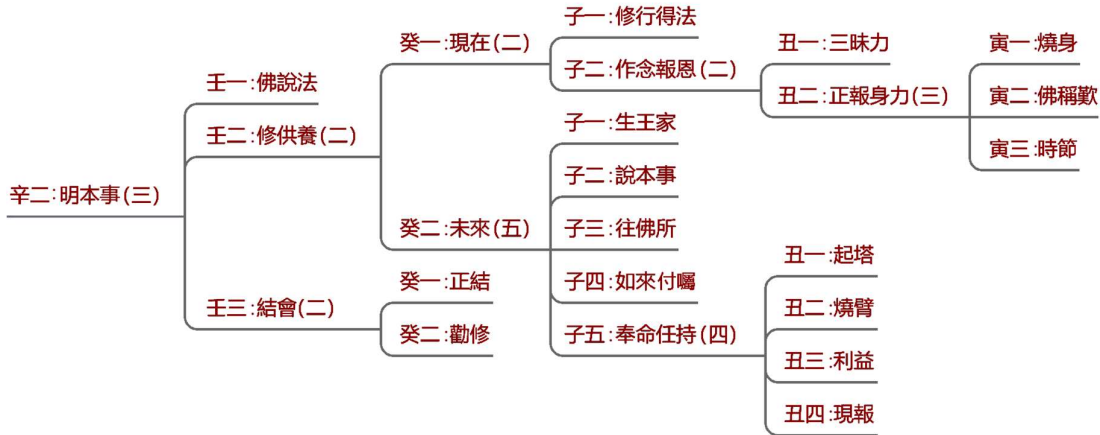 辛二:明本事(三)
壬一:佛說法
壬二:修供養(二)
癸一:現在(二)
子一:修行得法
子二:作念報恩(二)
丑一:三昧力
丑二:正報身力(三)
寅一:燒身
寅二:佛稱歎
寅三:時節
癸二:未來(五)
子一:生王家
子二:說本事
子三:往佛所
子四:如來付囑
子五:奉命任持(四)
丑一:起塔
丑二:燒臂
丑三:利益
丑四:現報
壬三:結會(二)
癸一:正結
癸二:勸修